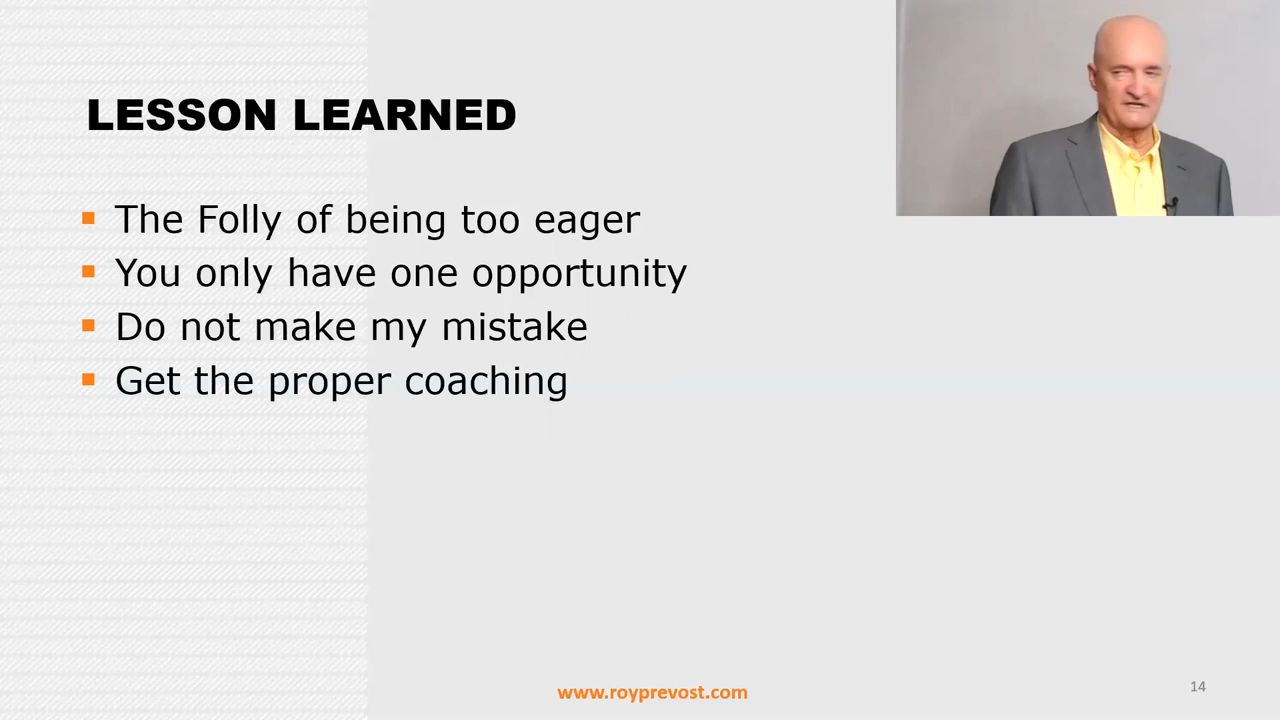 LESSON LEARNED
The Folly of being too eager
You only have one opportunity
Do not make my mistake
Get the proper coaching
www.royprevost.com
14